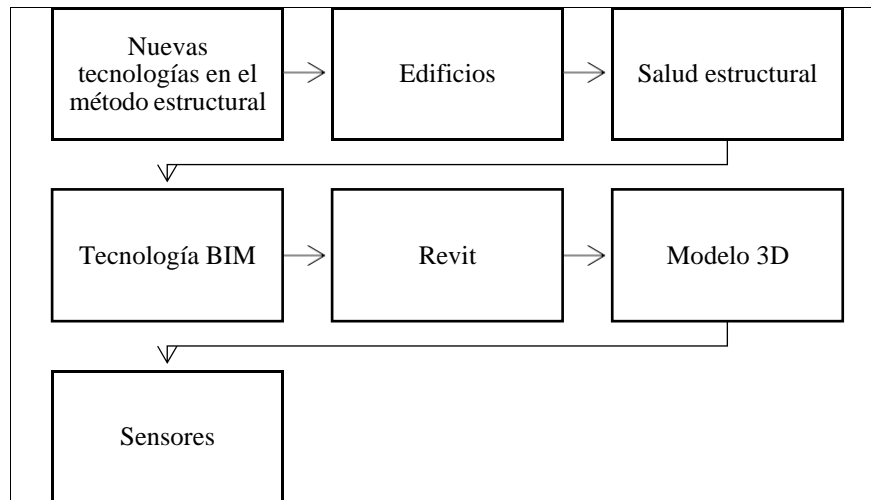 Nuevas
tecnologías en el
método estructural
Edificios
Salud estructural
Tecnología BIM
Revit
Modelo 3D
Sensores